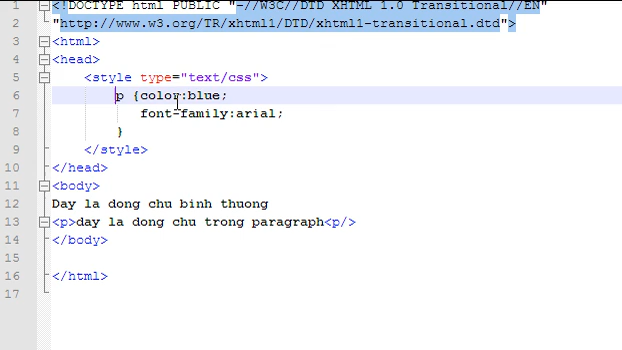 1 <!DOCTYPE html PUBLIC "-//W3C//DTD XHTML 1.0 Transitional//EN"
2 "http://www.w3.org/TR/xhtml1/DTD/xhtml1-transitional.dtd">
3 <html>
4 <head>
5 <style type="text/css">
6 p {color:blue;
7 font-family:arial;
8 }
9 </style>
10 </head>
11 <body>
12 Day la dong chu binh thuong
13 <p>day la dong chu trong paragraph<p/>
14 </body>
15
16 </html>
17